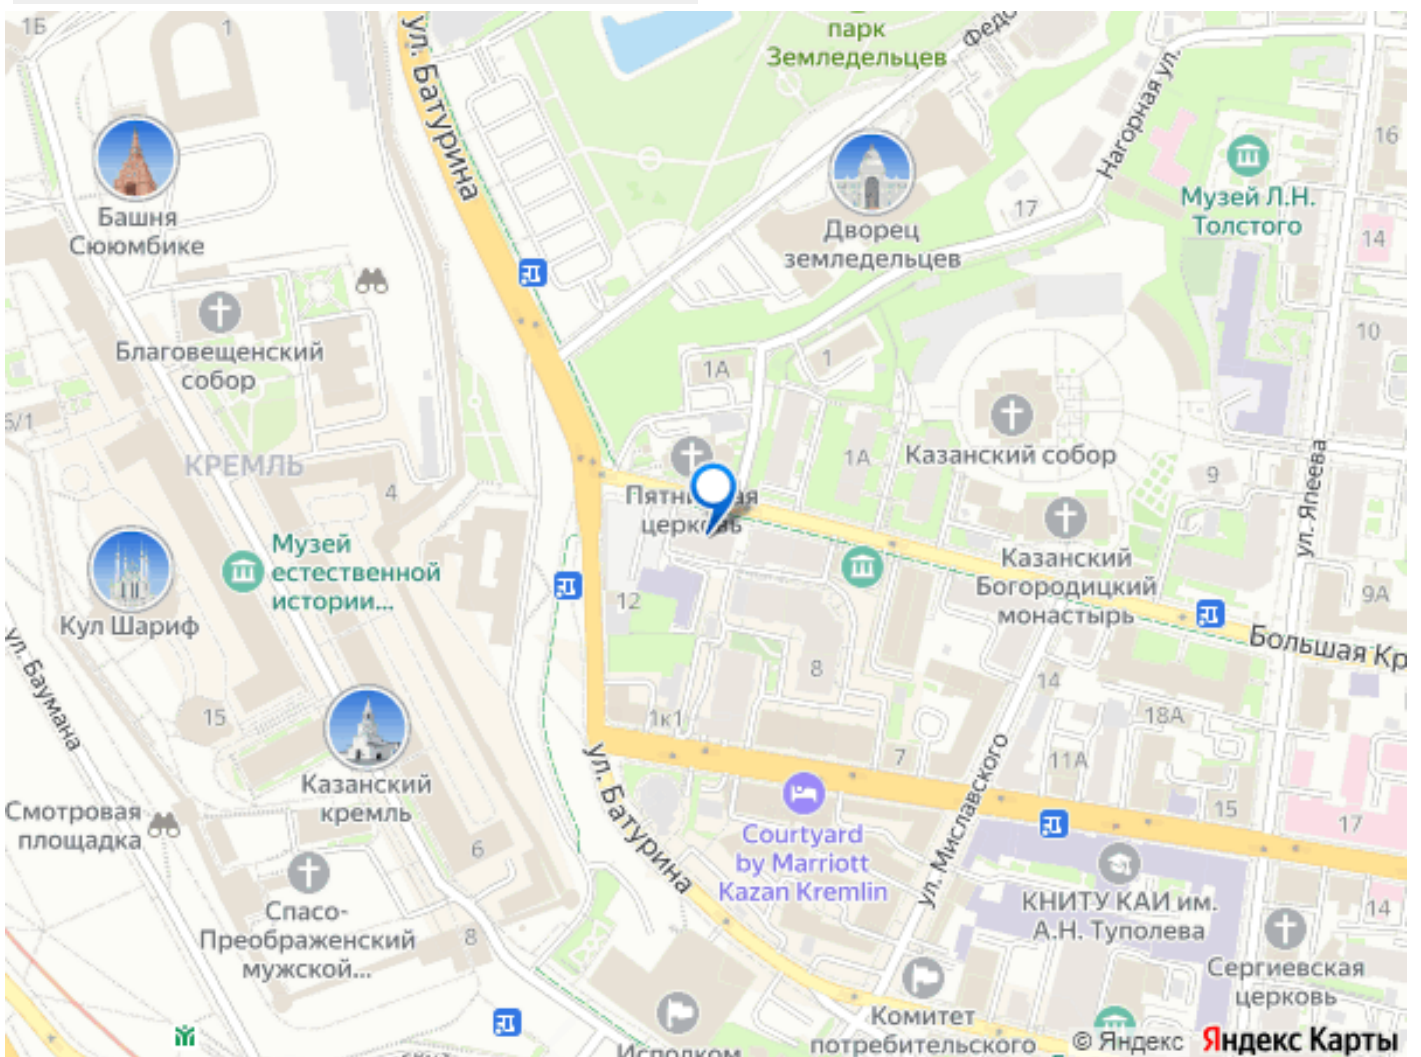 1Б
1
ул. Батурина
парк
Земледельцев
Федо
Нагорная ул.
16
Музей Л.Н.
Толстого
14
17
Башня
Сююмбике
Дворец
земледельцев
Благовещенский
собор
10
1А
1
5/1
КРЕМЛЬ
4
1А
Казанский собор
9
ул. Япеева
Пятницкая
церковь
Музей
естественной
истории...
Казанский
Богородицкий
монастырь
9А
12
Кул Шариф
Большая Кр
ул. Баумана
8
14
15
1к1
18А
7
11А
ул. Батурина
ул. Миславского
Казанский
кремль
Смотровая
площадка
15
17
6
Courtyard
by Marriott
Kazan Kremlin
КНИТУ КАИ им.
А.Н. Туполева
14
Спасо-
Преображенский
мужской...
8
Сергиевская
церковь
Комитет
потребительского
Исполком
© Яндекс Яндекс Карты